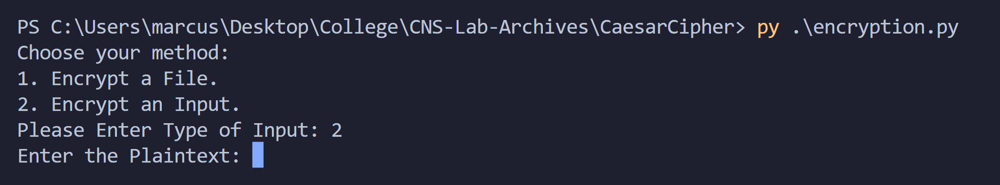 PS C:\Users\marcus\Desktop\College\CNS-Lab-Archives\CaesarCipher> py .\encryption.py
Choose your method:
1. Encrypt a File.
2. Encrypt an Input.
Please Enter Type of Input: 2
Enter the Plaintext: